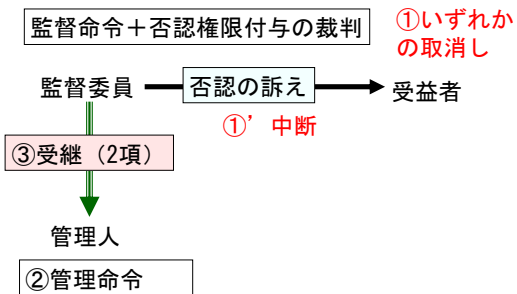 監督命令＋否認権限付与の裁判
①いずれか
の取消し
監督委員
否認の訴え
受益者
①’中断
③受継（2項）
管理人
②管理命令